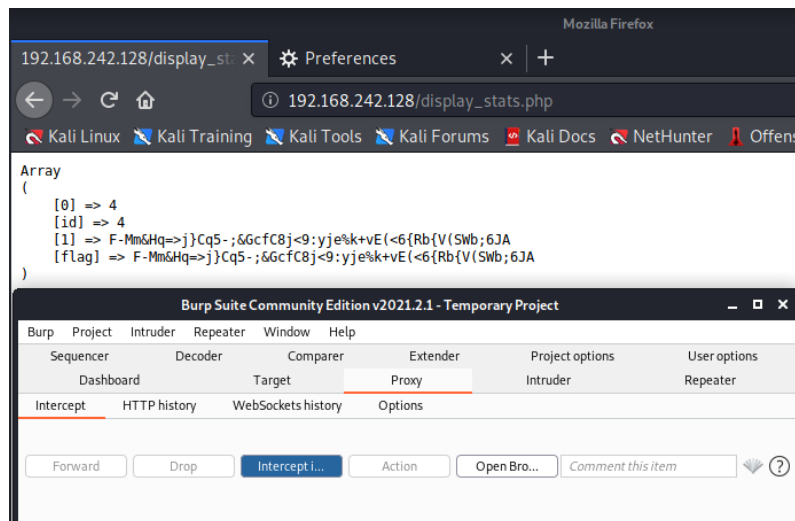 Mozilla Firefox
192.168.242.128/display_st
Preferences
192.168.242.128/display_stats.php
Kali Linux Kali Training Kali Tools Kali Forums Kali Docs NetHunter Offens
Array
(
[0] => 4
[id] => 4
[1] => F-Mm&Hq=>j}Cq5-;&GcfC8j<9:yje%k+vE(<6{Rb{V(SWb;6JA
[flag] => F-Mm&Hq=>j}Cq5-;&GcfC8j<9:yje%k+vE(<6{Rb{V(SWb;6JA
)
Burp Suite Community Edition v2021.2.1 - Temporary Project
Burp Project Intruder Repeater Window Help
Sequencer Decoder Comparer Extender Project options User options
Dashboard Target Proxy Intruder Repeater
Intercept HTTP history WebSockets history Options
Forward Drop Intercept i... Action Open Bro... Comment this item ?